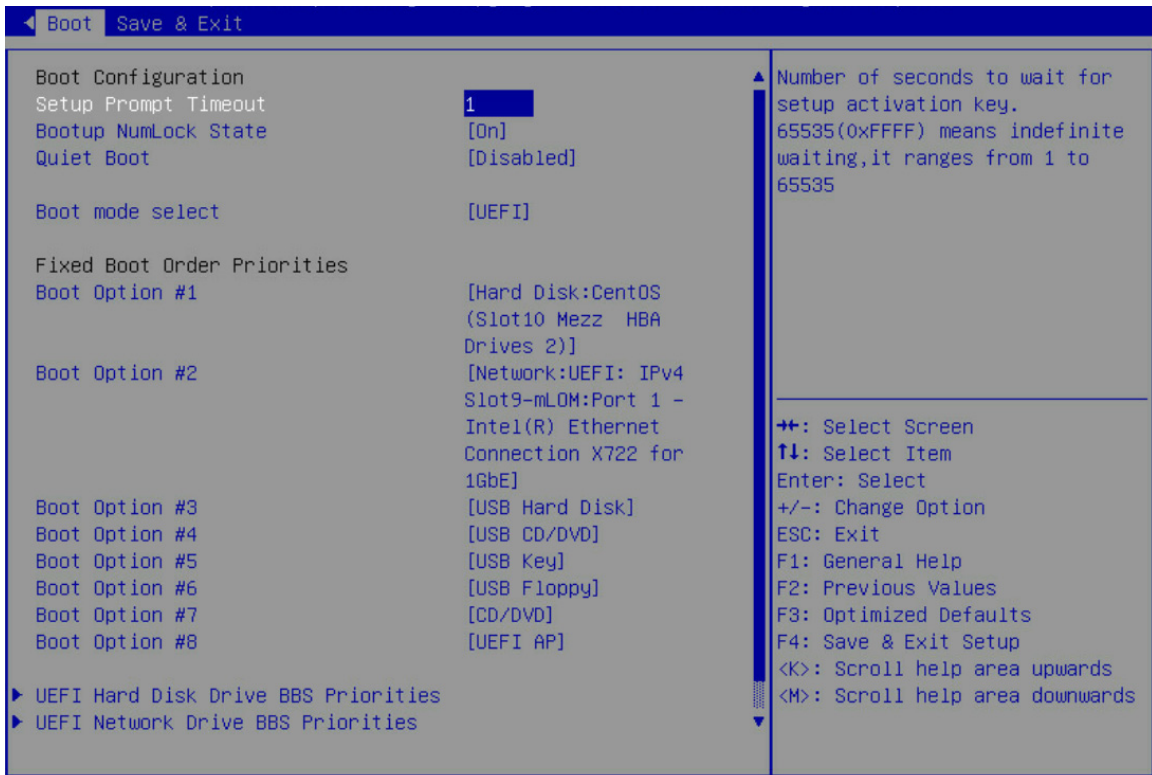 Boot Save & Exit
Boot Configuration
Setup Prompt Timeout 1
Bootup NumLock State [On]
Quiet Boot [Disabled]
Boot mode select [UEFI]
Fixed Boot Order Priorities
Boot Option #1 [Hard Disk:CentOS
(Slot10 Mezz HBA
Drives 2)]
Boot Option #2 [Network:UEFI: IPv4
Slot9-mLOM:Port 1 -
Intel(R) Ethernet
Connection X722 for
1GbE]
Boot Option #3 [USB Hard Disk]
Boot Option #4 [USB CD/DVD]
Boot Option #5 [USB Key]
Boot Option #6 [USB Floppy]
Boot Option #7 [CD/DVD]
Boot Option #8 [UEFI AP]
UEFI Hard Disk Drive BBS Priorities
UEFI Network Drive BBS Priorities
Number of seconds to wait for
setup activation key.
65535(0xFFFF) means indefinite
waiting,it ranges from 1 to
65535
→←: Select Screen
↑↓: Select Item
Enter: Select
+/-: Change Option
ESC: Exit
F1: General Help
F2: Previous Values
F3: Optimized Defaults
F4: Save & Exit Setup
<K>: Scroll help area upwards
<M>: Scroll help area downwards